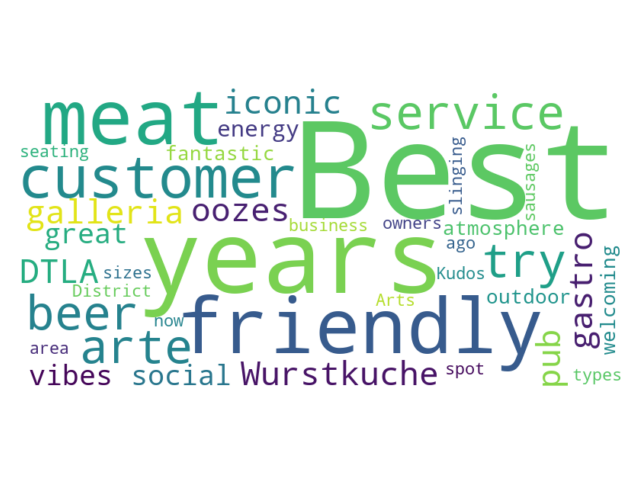 meat
iconic
service
Best
energy
seating
fantastic
customer
slinging
sausages
galleria
oozes
business
owners
atmosphere
great
years
ago
try
gastro
welcoming
DTLA
sizes
Kudos
District
Arts
outdoor
beer
now
friendly
arte
pub
area
vibes
social
Wurstkuche
spot
types